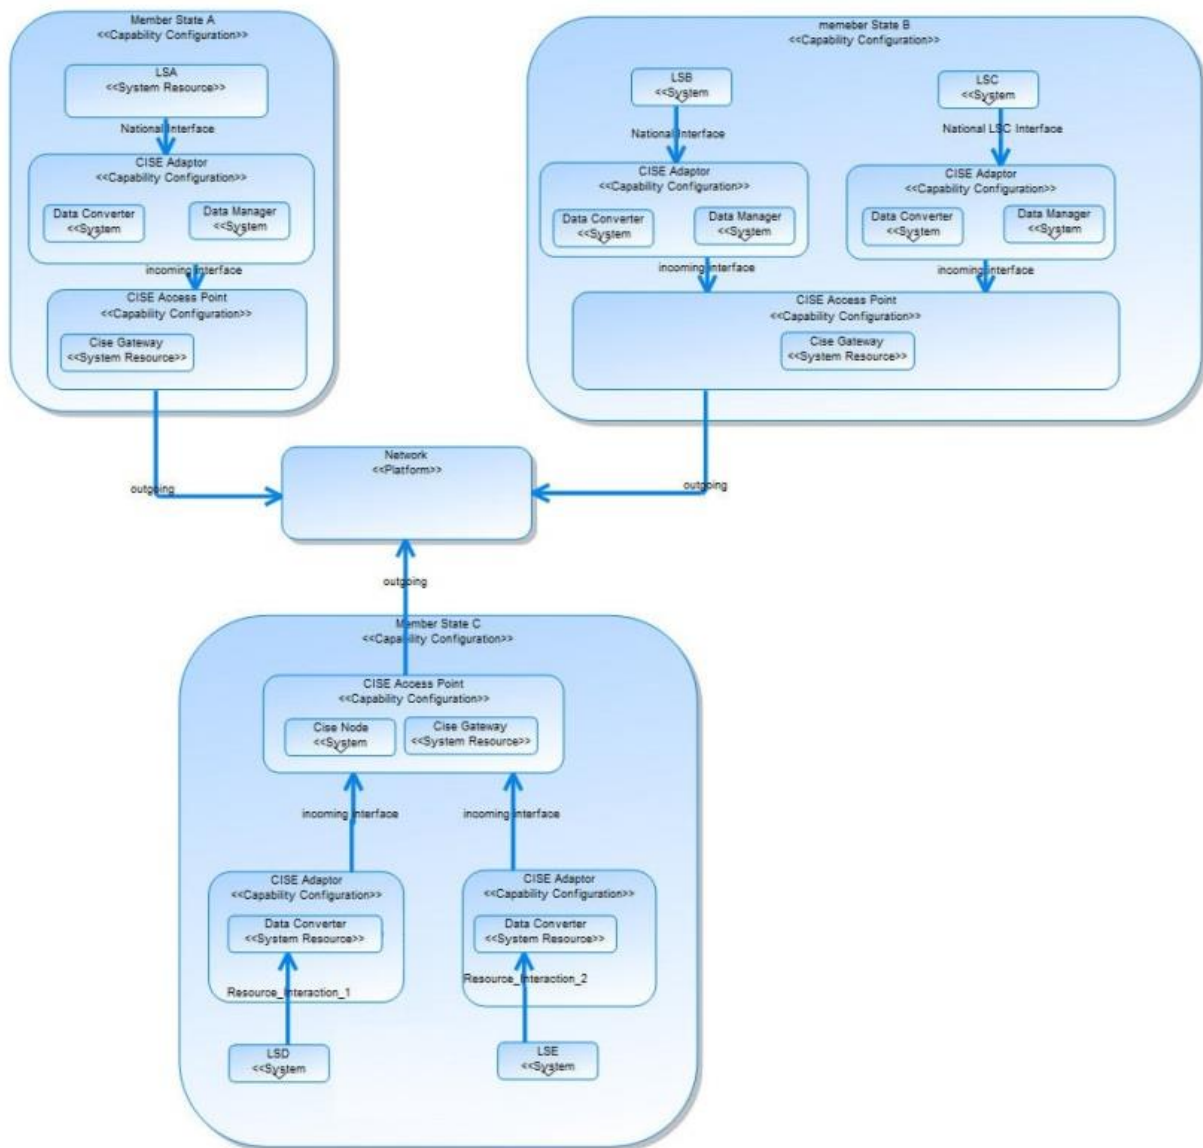 Member State A
<<Capability Configuration>>
LSA
<<System Resource>>
National Interface
CISE Adaptor
<<Capability Configuration>>
Data Converter
<<System
Data Manager
<<System
incoming interface
CISE Access Point
<<Capability Configuration>>
Cise Gateway
<<System Resource>>
outgoing
memeber State B
<<Capability Configuration>>
LSB
<<System
LSC
<<System
National Interface
National LSC Interface
CISE Adaptor
<<Capability Configuration>>
Data Converter
<<System
Data Manager
<<System
CISE Adaptor
<<Capability Configuration>>
Data Converter
<<System
Data Manager
<<System
incoming interface
incoming interface
CISE Access Point
<<Capability Configuration>>
Cise Gateway
<<System Resource>>
outgoing
Network
<<Platform>>
outgoing
Member State C
<<Capability Configuration>>
CISE Access Point
<<Capability Configuration>>
Cise Node
<<System
Cise Gateway
<<System Resource>>
incoming interface
incoming interface
CISE Adaptor
<<Capability Configuration>>
Data Converter
<<System Resource>>
Resource_Interaction_1
LSD
<<System
CISE Adaptor
<<Capability Configuration>>
Data Converter
<<System Resource>>
Resource_Interaction_2
LSE
<<System